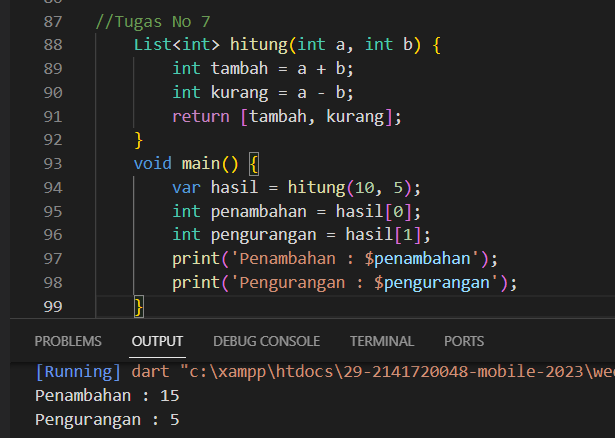 87 //Tugas No 7
88 List<int> hitung(int a, int b) {
89 int tambah = a + b;
90 int kurang = a - b;
91 return [tambah, kurang];
92 }
93 void main() {
94 var hasil = hitung(10, 5);
95 int penambahan = hasil[0];
96 int pengurangan = hasil[1];
97 print('Penambahan : $penambahan');
98 print('Pengurangan : $pengurangan');
99 }
PROBLEMS OUTPUT DEBUG CONSOLE TERMINAL PORTS
[Running] dart "c:\xampp\htdocs\29-2141720048-mobile-2023\wee
Penambahan : 15
Pengurangan : 5